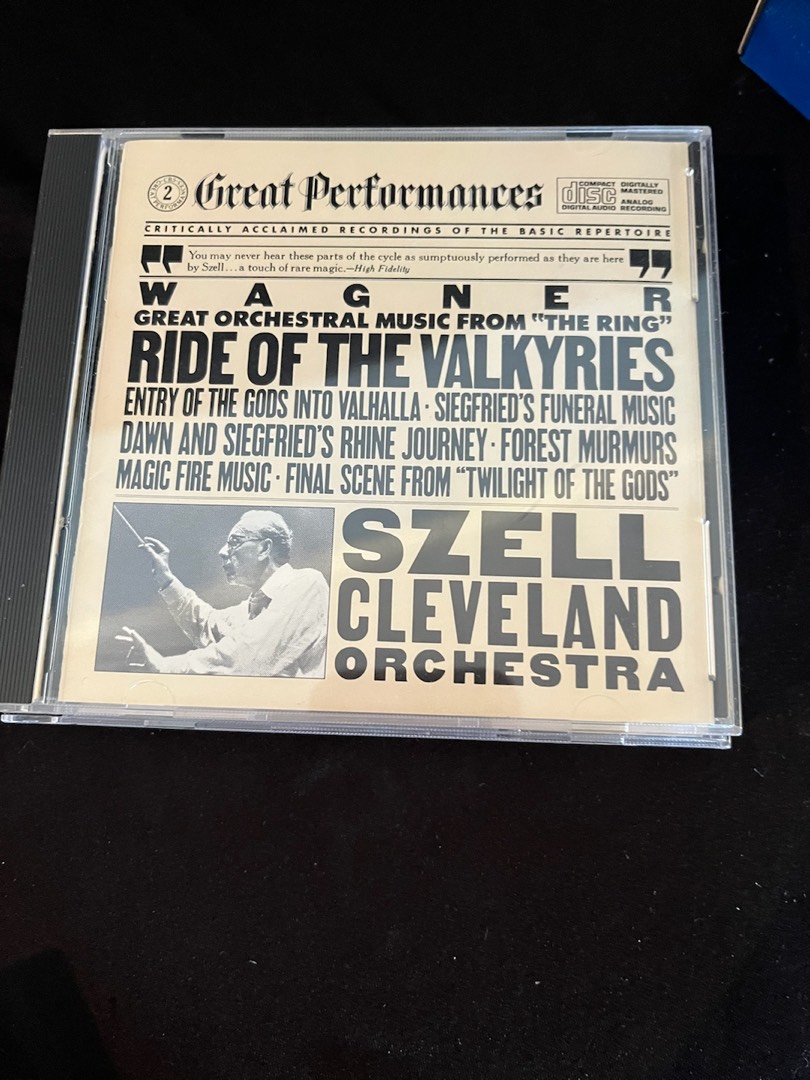 2 Great Performances
COMPACT disc DIGITAL AUDIO
DIGITALLY MASTERED
ANALOG RECORDING
CRITICALLY ACCLAIMED RECORDINGS OF THE BASIC REPERTOIRE
"You may never hear these parts of the cycle as sumptuously performed as they are here
by Szell...a touch of rare magic.—High Fidelity"
WAGNER
GREAT ORCHESTRAL MUSIC FROM "THE RING"
RIDE OF THE VALKYRIES
ENTRY OF THE GODS INTO VALHALLA · SIEGFRIED'S FUNERAL MUSIC
DAWN AND SIEGFRIED'S RHINE JOURNEY · FOREST MURMURS
MAGIC FIRE MUSIC · FINAL SCENE FROM "TWILIGHT OF THE GODS"
SZELL
CLEVELAND
ORCHESTRA